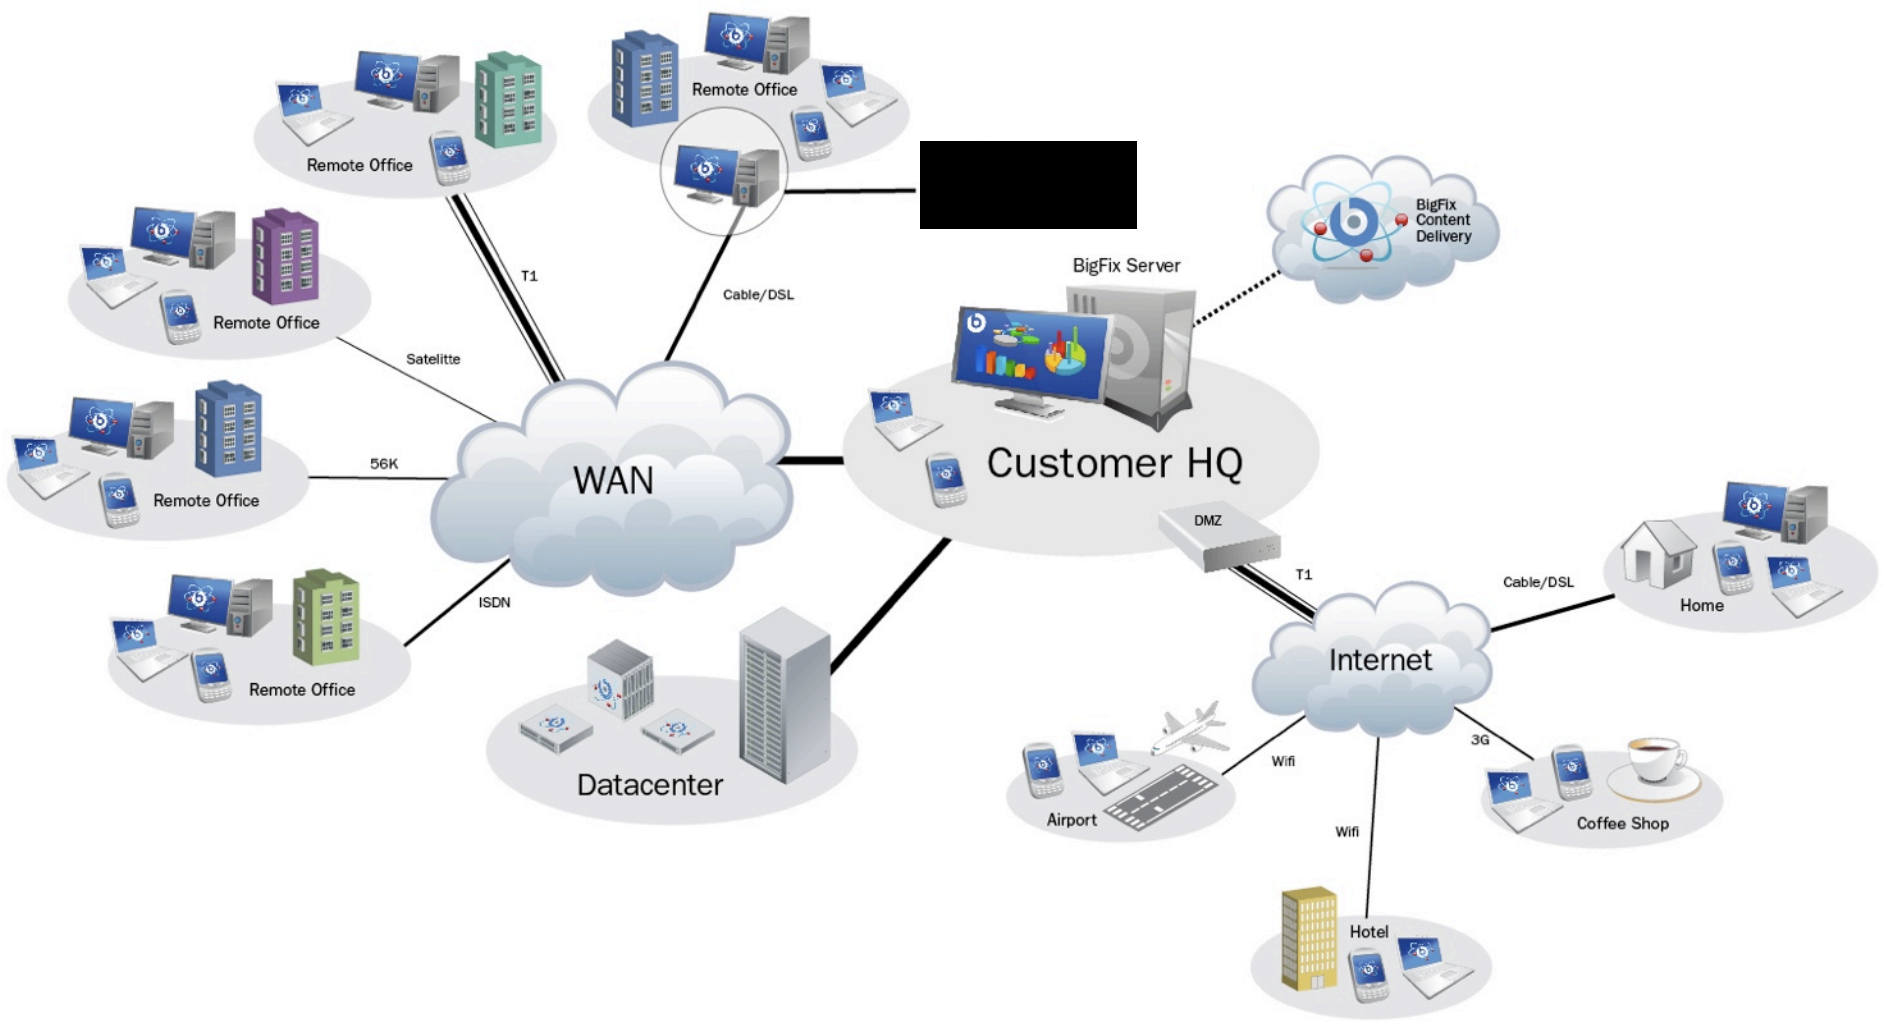 Remote Office
Remote Office
BigFix
Content
Delivery
BigFix Server
T1
Cable/DSL
Remote Office
Satelitte
Customer HQ
WAN
56K
Remote Office
DMZ
T1
Cable/DSL
Home
ISDN
Remote Office
Internet
Datacenter
Wifi
3G
Airport
Wifi
Coffee Shop
Hotel